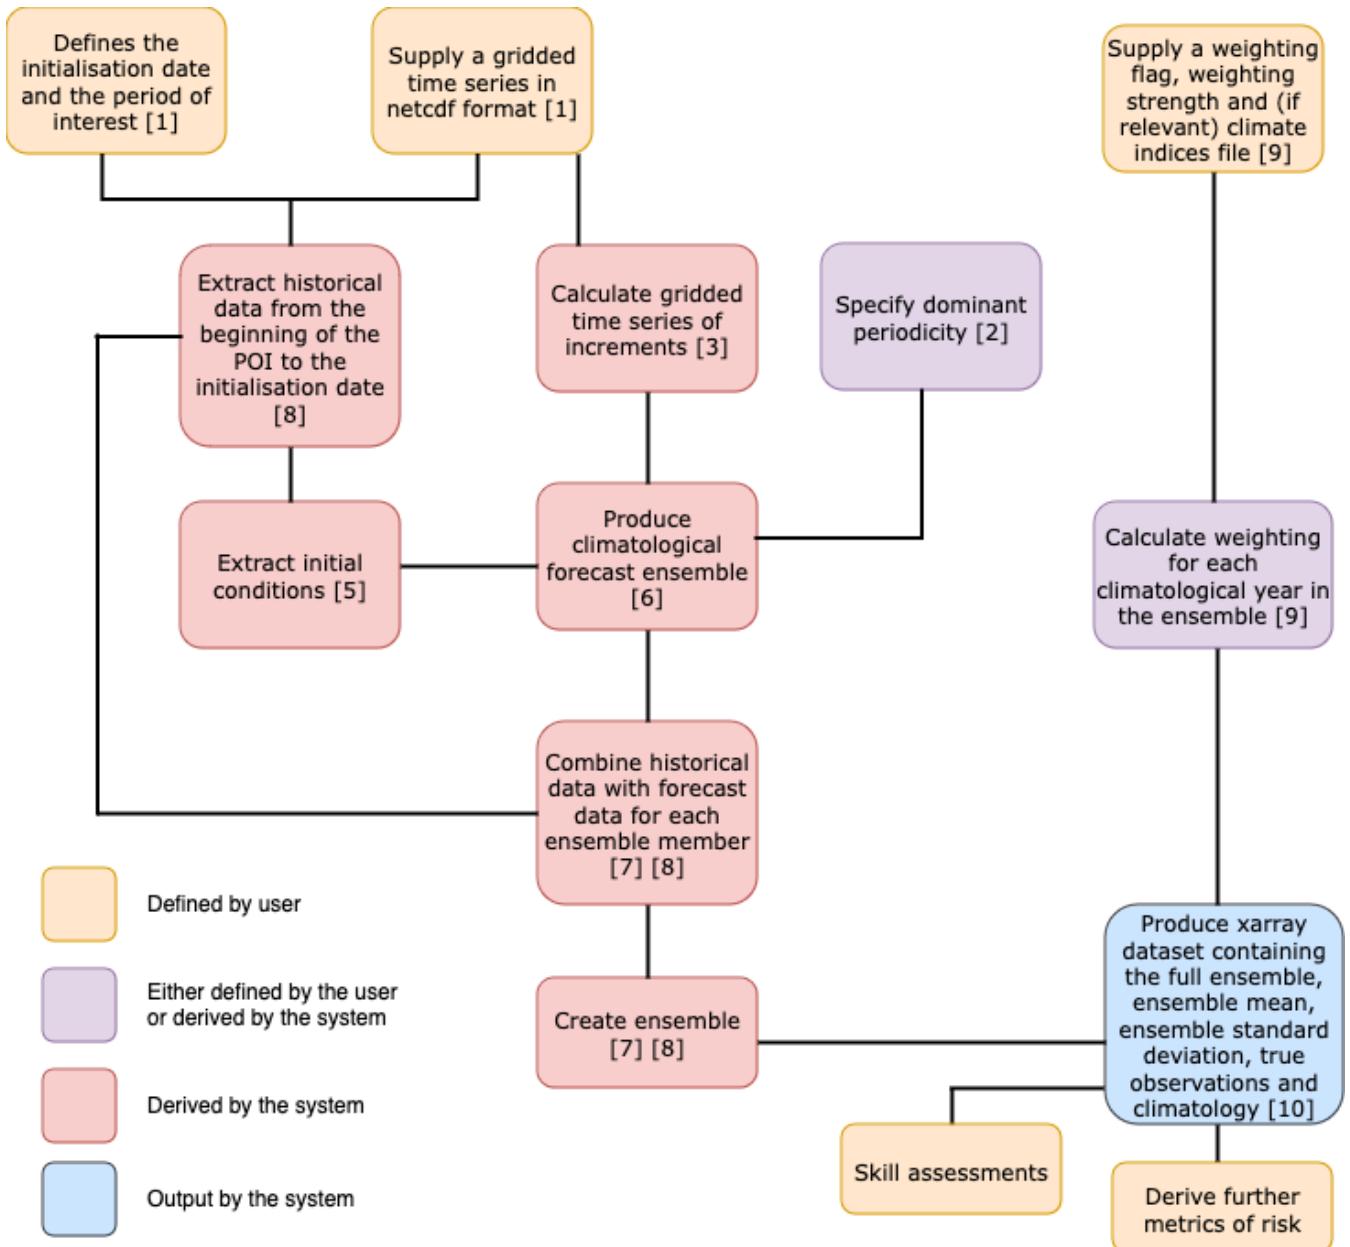 Defines the
initialisation date
and the period of
interest [1]
Supply a gridded
time series in
netcdf format [1]
Supply a weighting
flag, weighting
strength and (if
relevant) climate
indices file [9]
Extract historical
data from the
beginning of the
POI to the
initialisation date
[8]
Calculate gridded
time series of
increments [3]
Specify dominant
periodicity [2]
Extract initial
conditions [5]
Produce
climatological
forecast ensemble
[6]
Calculate weighting
for each
climatological year in
the ensemble [9]
Combine historical
data with forecast
data for each
ensemble member
[7] [8]
Create ensemble
[7] [8]
Produce xarray
dataset containing
the full ensemble,
ensemble mean,
ensemble standard
deviation, true
observations and
climatology [10]
Skill assessments
Derive further
metrics of risk
Defined by user
Either defined by the user
or derived by the system
Derived by the system
Output by the system